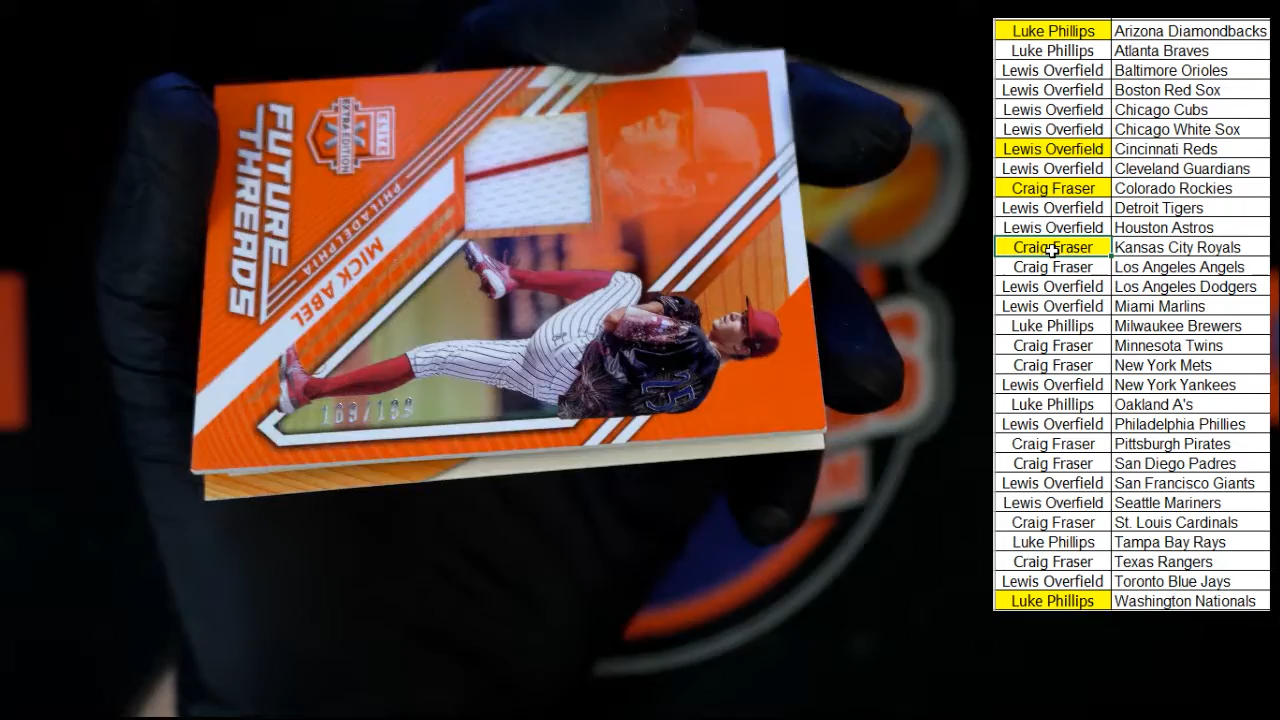 FUTURE
THREADS
ELITE
EXTRA EDITION
PHILADELPHIA
MICK ABEL
169/199
Luke Phillips Arizona Diamondbacks
Luke Phillips Atlanta Braves
Lewis Overfield Baltimore Orioles
Lewis Overfield Boston Red Sox
Lewis Overfield Chicago Cubs
Lewis Overfield Chicago White Sox
Lewis Overfield Cincinnati Reds
Lewis Overfield Cleveland Guardians
Craig Fraser Colorado Rockies
Lewis Overfield Detroit Tigers
Lewis Overfield Houston Astros
Craig Fraser Kansas City Royals
Craig Fraser Los Angeles Angels
Lewis Overfield Los Angeles Dodgers
Lewis Overfield Miami Marlins
Luke Phillips Milwaukee Brewers
Craig Fraser Minnesota Twins
Craig Fraser New York Mets
Lewis Overfield New York Yankees
Luke Phillips Oakland A's
Lewis Overfield Philadelphia Phillies
Craig Fraser Pittsburgh Pirates
Craig Fraser San Diego Padres
Lewis Overfield San Francisco Giants
Lewis Overfield Seattle Mariners
Craig Fraser St. Louis Cardinals
Luke Phillips Tampa Bay Rays
Craig Fraser Texas Rangers
Lewis Overfield Toronto Blue Jays
Luke Phillips Washington Nationals